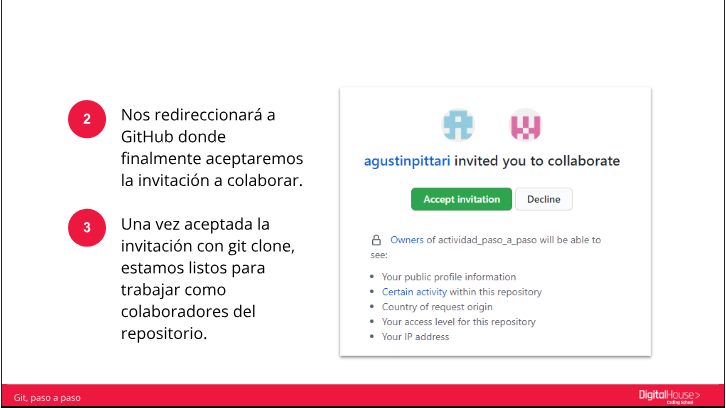 2
Nos redireccionará a
GitHub donde
finalmente aceptaremos
la invitación a colaborar.
3
Una vez aceptada la
invitación con git clone,
estamos listos para
trabajar como
colaboradores del
repositorio.
agustinpittari invited you to collaborate
Accept invitation
Decline
Owners of actividad_paso_a_paso will be able to
see:
• Your public profile information
• Certain activity within this repository
• Country of request origin
• Your access level for this repository
• Your IP address
Git, paso a paso
DigitalHouse>
Coding School